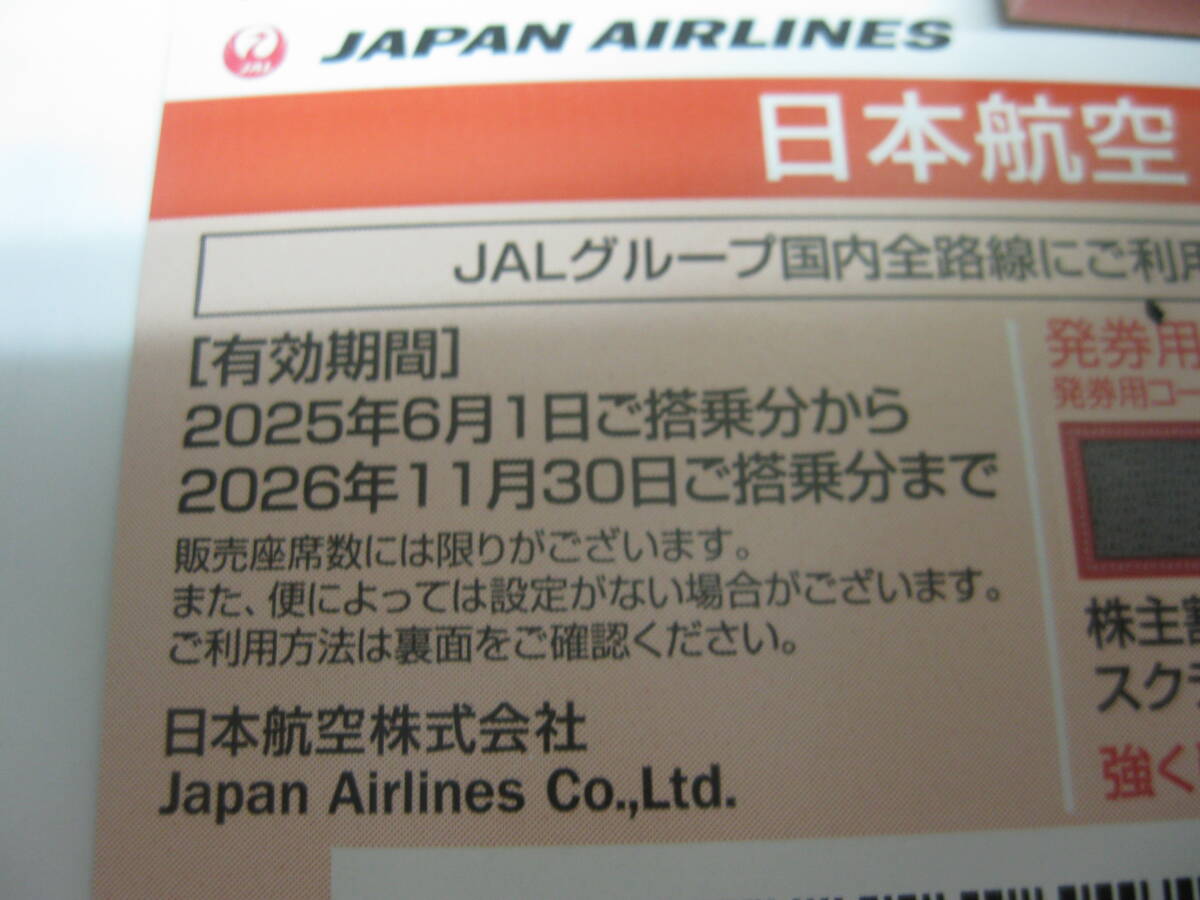 JAL
JAPAN AIRLINES
日本航空
JALグループ国内全路線にご利用
[有効期間]
2025年6月1日ご搭乗分から
2026年11月30日ご搭乗分まで
販売座席数には限りがございます。
また、便によっては設定がない場合がございます。
ご利用方法は裏面をご確認ください。
日本航空株式会社
Japan Airlines Co.,Ltd.
発券用
発券用コー
株主
スク
強く